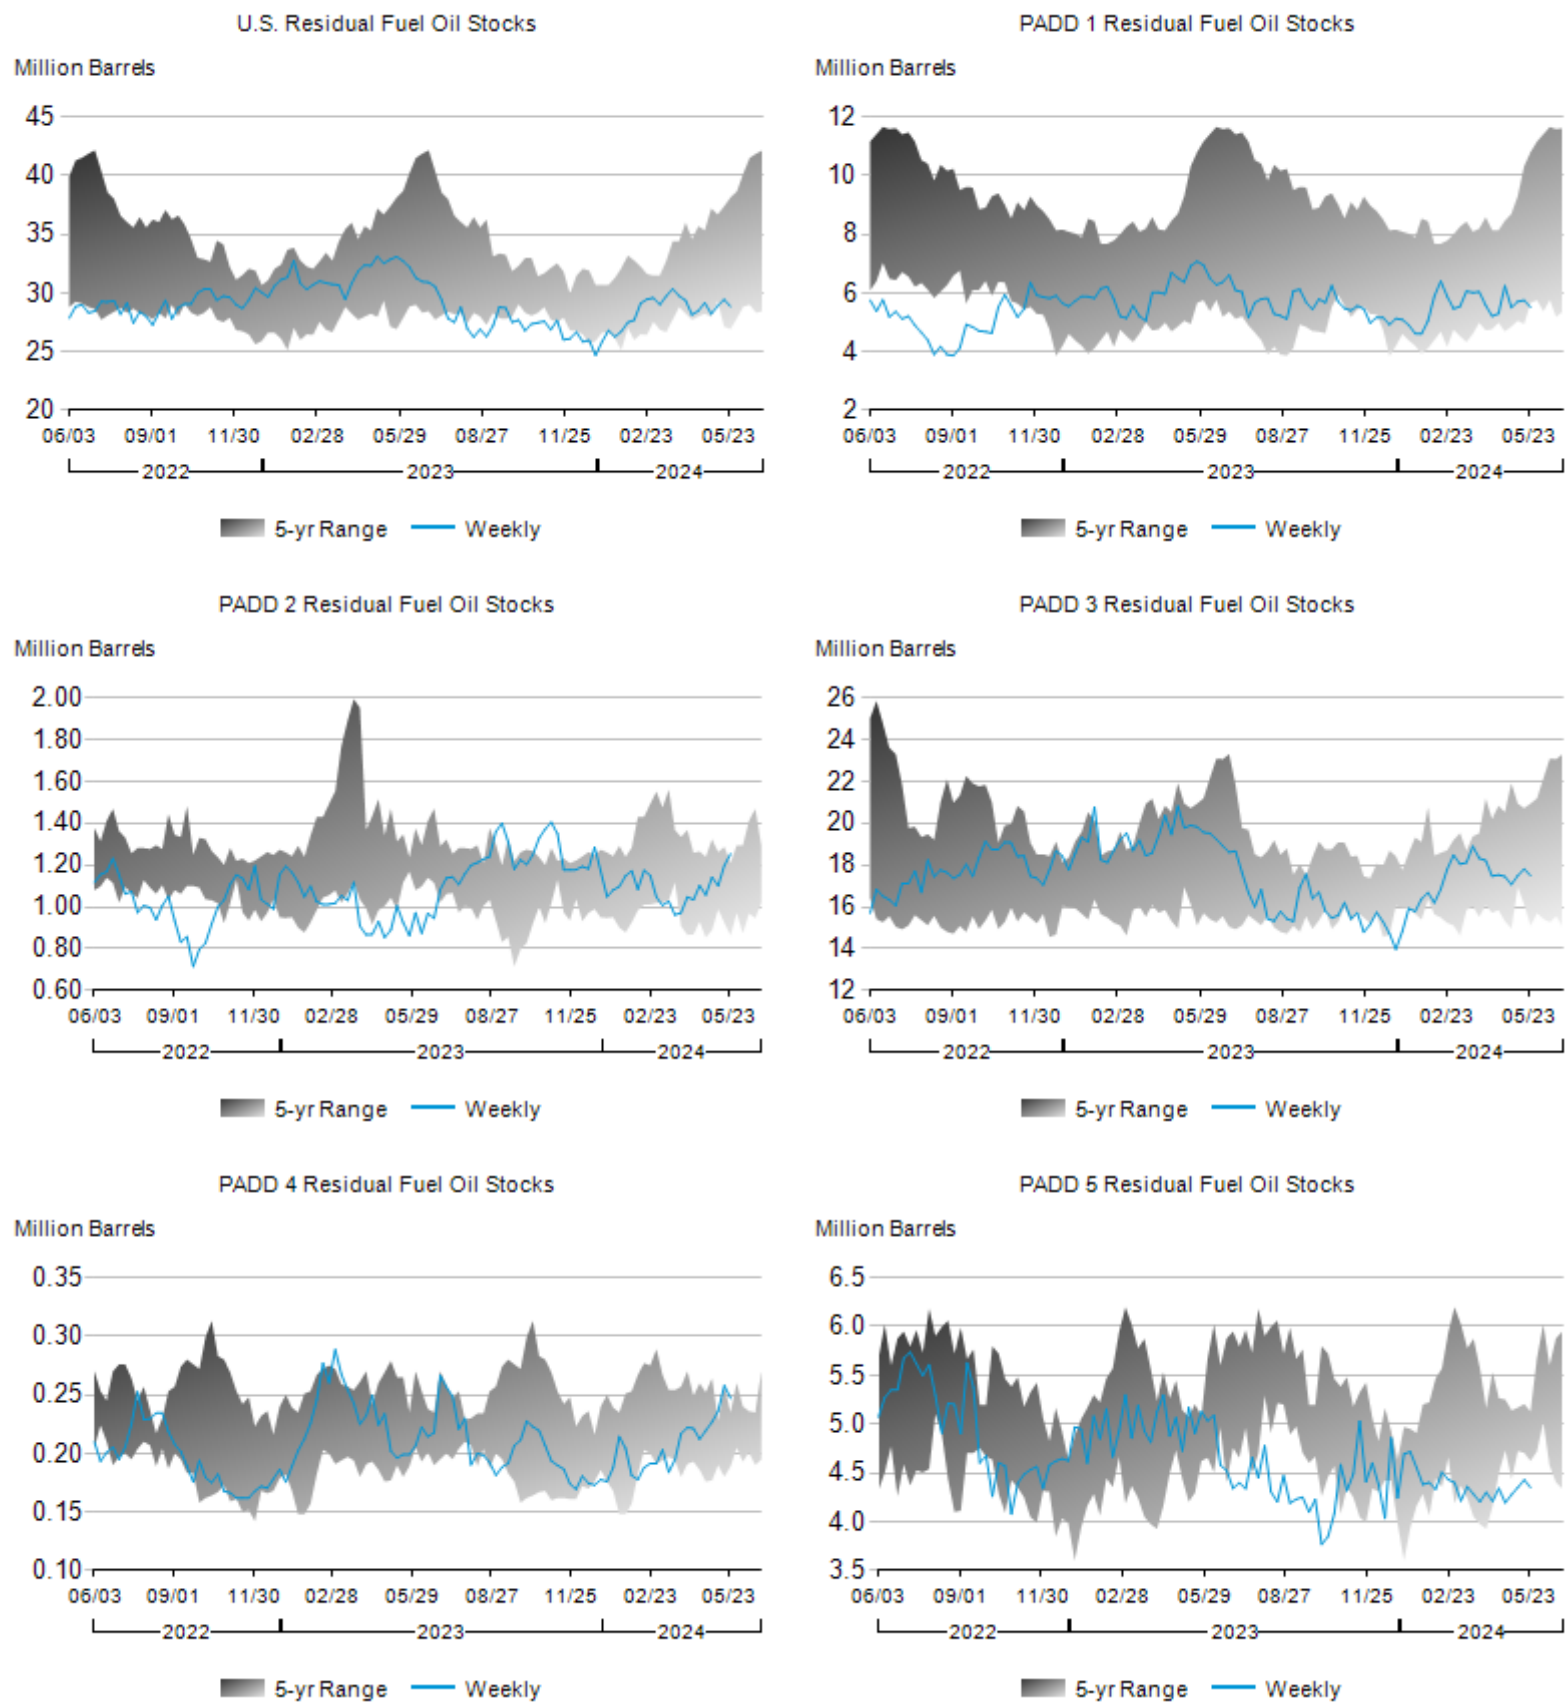 U.S. Residual Fuel Oil Stocks
Million Barrels
45
40
35
30
25
20
06/03 09/01 11/30 02/28 05/29 08/27 11/25 02/23 05/23
2022 2023 2024
5-yr Range Weekly
PADD 1 Residual Fuel Oil Stocks
Million Barrels
12
10
8
6
4
2
06/03 09/01 11/30 02/28 05/29 08/27 11/25 02/23 05/23
2022 2023 2024
5-yr Range Weekly
PADD 2 Residual Fuel Oil Stocks
Million Barrels
2.00
1.80
1.60
1.40
1.20
1.00
0.80
0.60
06/03 09/01 11/30 02/28 05/29 08/27 11/25 02/23 05/23
2022 2023 2024
5-yr Range Weekly
PADD 3 Residual Fuel Oil Stocks
Million Barrels
26
24
22
20
18
16
14
12
06/03 09/01 11/30 02/28 05/29 08/27 11/25 02/23 05/23
2022 2023 2024
5-yr Range Weekly
PADD 4 Residual Fuel Oil Stocks
Million Barrels
0.35
0.30
0.25
0.20
0.15
0.10
06/03 09/01 11/30 02/28 05/29 08/27 11/25 02/23 05/23
2022 2023 2024
5-yr Range Weekly
PADD 5 Residual Fuel Oil Stocks
Million Barrels
6.5
6.0
5.5
5.0
4.5
4.0
3.5
06/03 09/01 11/30 02/28 05/29 08/27 11/25 02/23 05/23
2022 2023 2024
5-yr Range Weekly